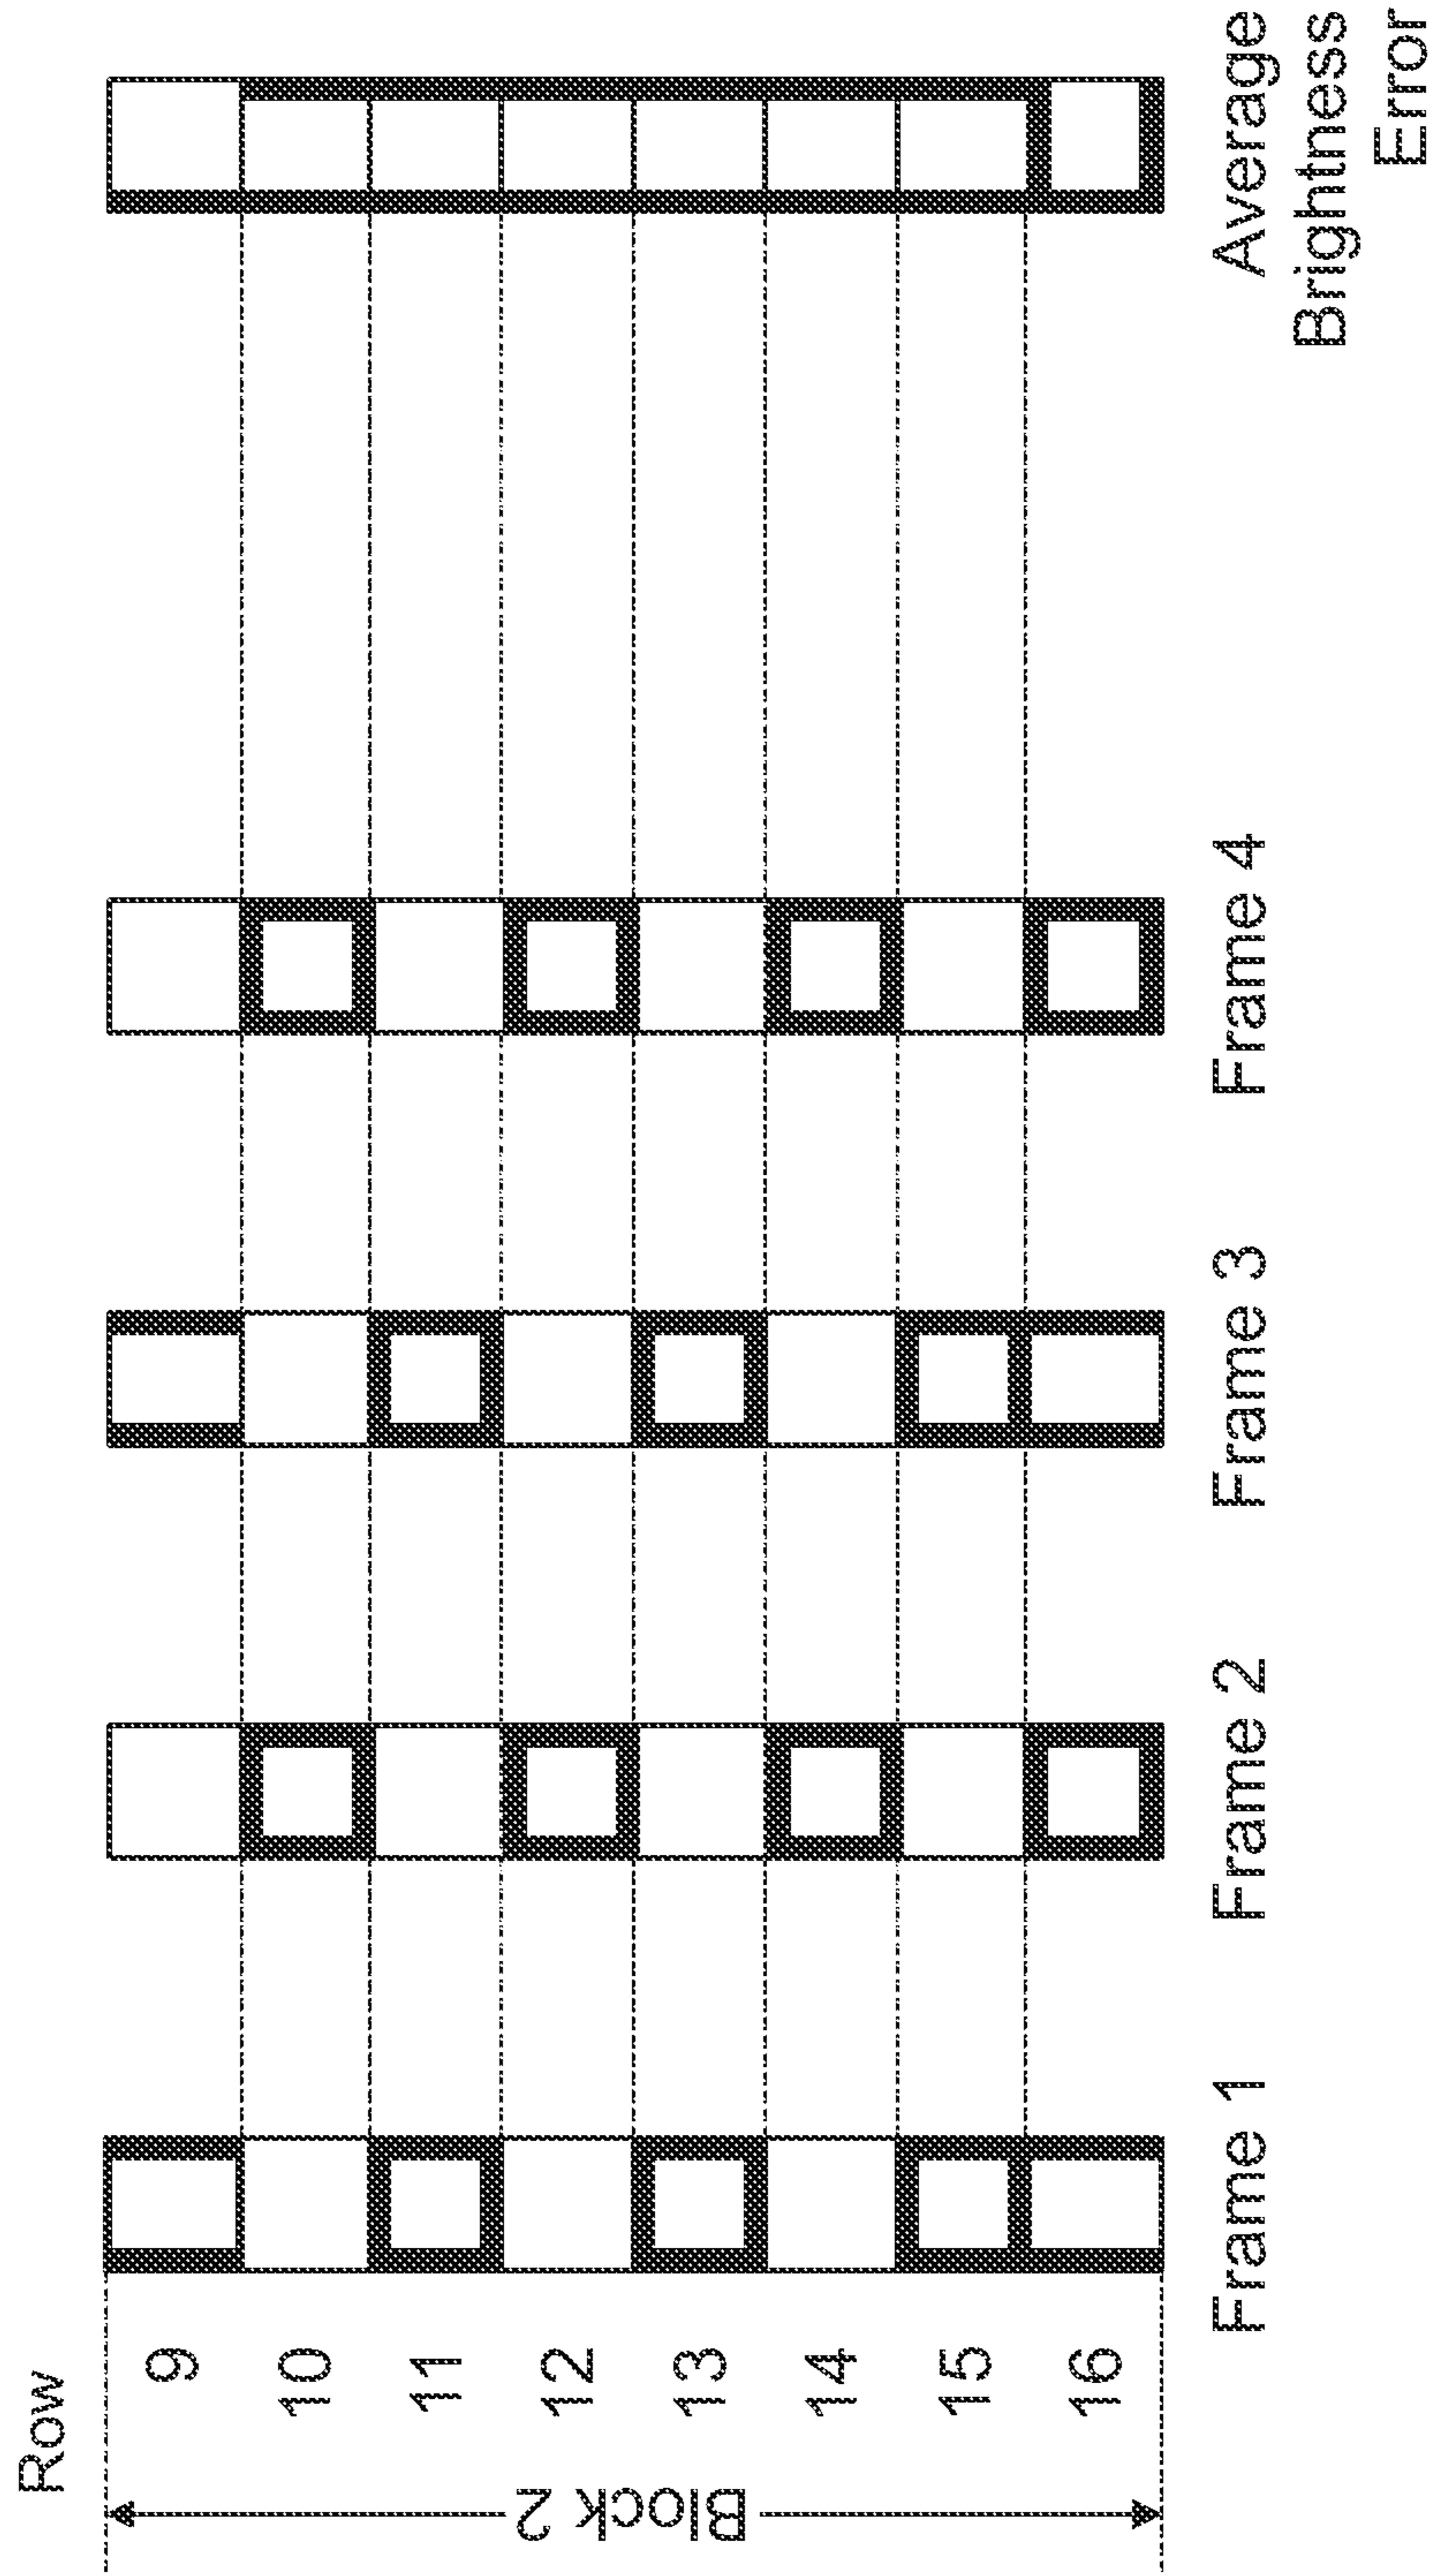 Row
9
10
11
12
13
14
15
16
Block 2
Frame 1
Frame 2
Frame 3
Frame 4
Average
Brightness
Error